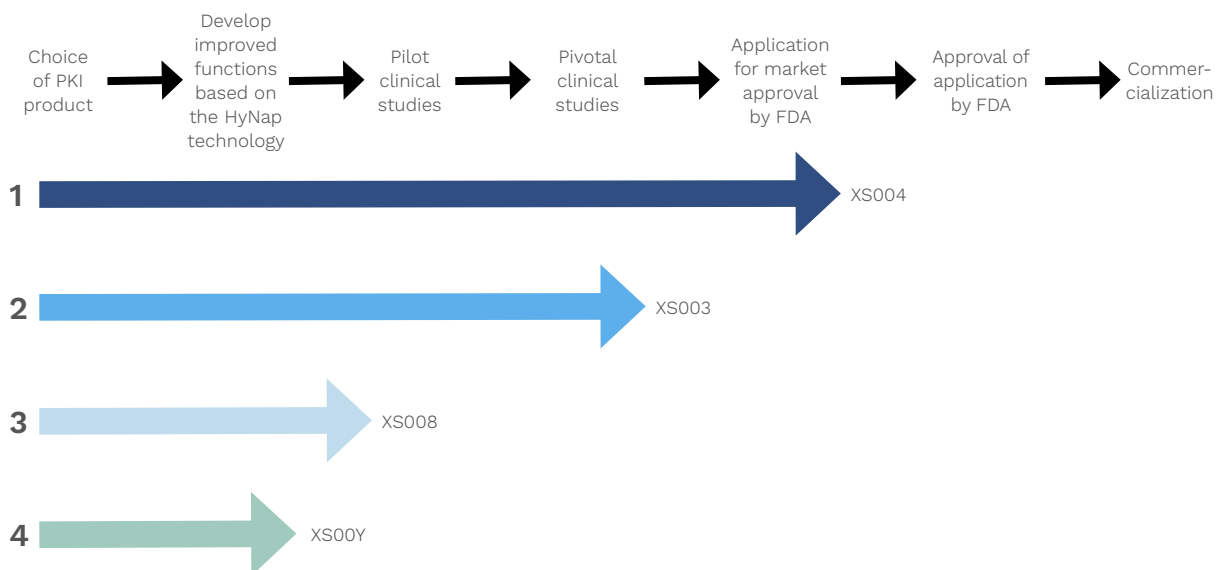 Choice
of PKI
product
Develop
improved
functions
based on
the HyNap
technology
Pilot
clinical
studies
Pivotal
clinical
studies
Application
for market
approval
by FDA
Approval of
application
by FDA
Commer-
cialization
1
XS004
2
XS003
3
XS008
4
XS00Y